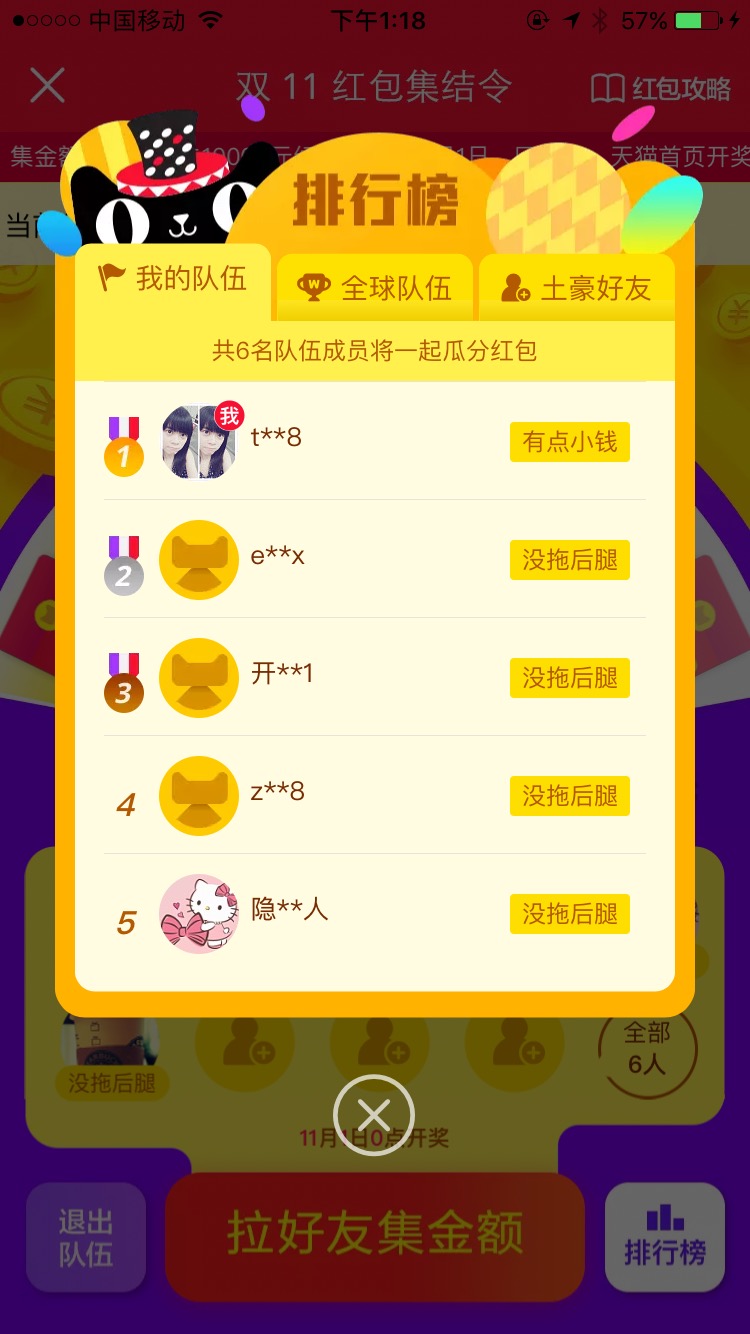 中国移动
下午1:18
57%
双 11 红包集结令
红包攻略
集金额
天猫首页开奖
排行榜
我的队伍
全球队伍
土豪好友
共6名队伍成员将一起瓜分红包
1
我
t**8
有点小钱
2
e**x
没拖后腿
3
开**1
没拖后腿
4
z**8
没拖后腿
5
隐**人
没拖后腿
没拖后腿
全部
6人
11月1日0点开奖
退出
队伍
拉好友集金额
排行榜